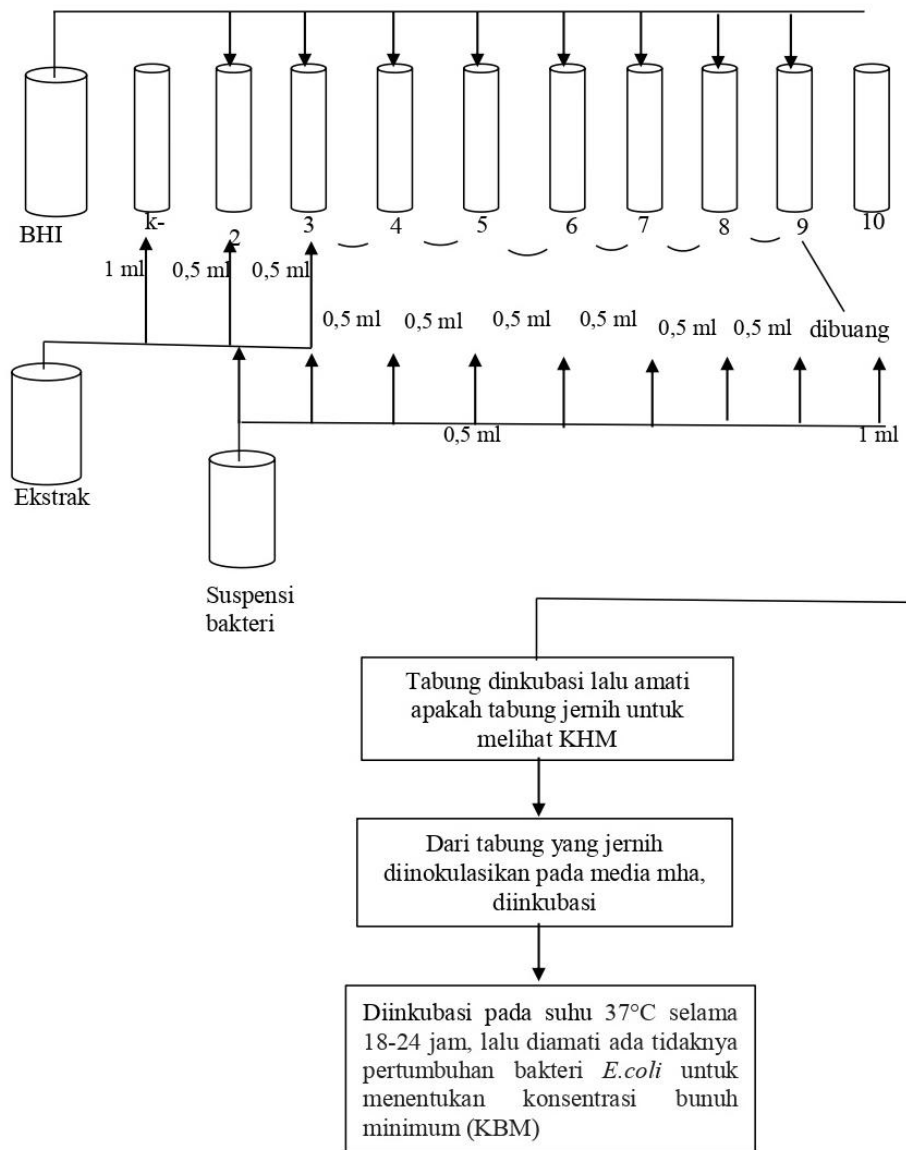 BHI
k-
2
3
4
5
6
7
8
9
10
1 ml
0,5 ml
0,5 ml
0,5 ml
0,5 ml
0,5 ml
0,5 ml
0,5 ml
0,5 ml
dibuang
0,5 ml
1 ml
Ekstrak
Suspensi
bakteri
Tabung dinkubasi lalu amati
apakah tabung jernih untuk
melihat KHM
Dari tabung yang jernih
diinokulasikan pada media mha,
diinkubasi
Diinkubasi pada suhu 37°C selama
18-24 jam, lalu diamati ada tidaknya
pertumbuhan bakteri E.coli untuk
menentukan konsentrasi bunuh
minimum (KBM)